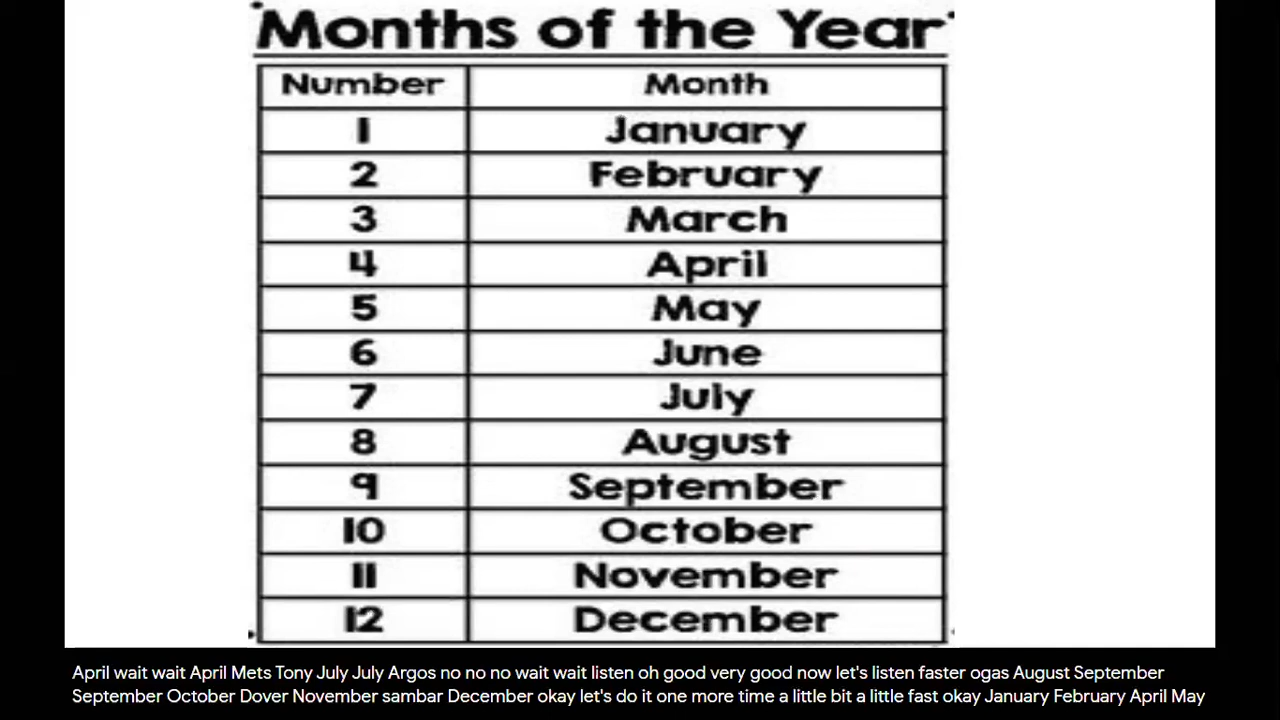 Months of the Year
Number Month
1 January
2 February
3 March
4 April
5 May
6 June
7 July
8 August
9 September
10 October
11 November
12 December
April wait wait April Mets Tony July July Argos no no no wait wait listen oh good very good now let's listen faster ogas August September
September October Dover November sambar December okay let's do it one more time a little bit a little fast okay January February April May